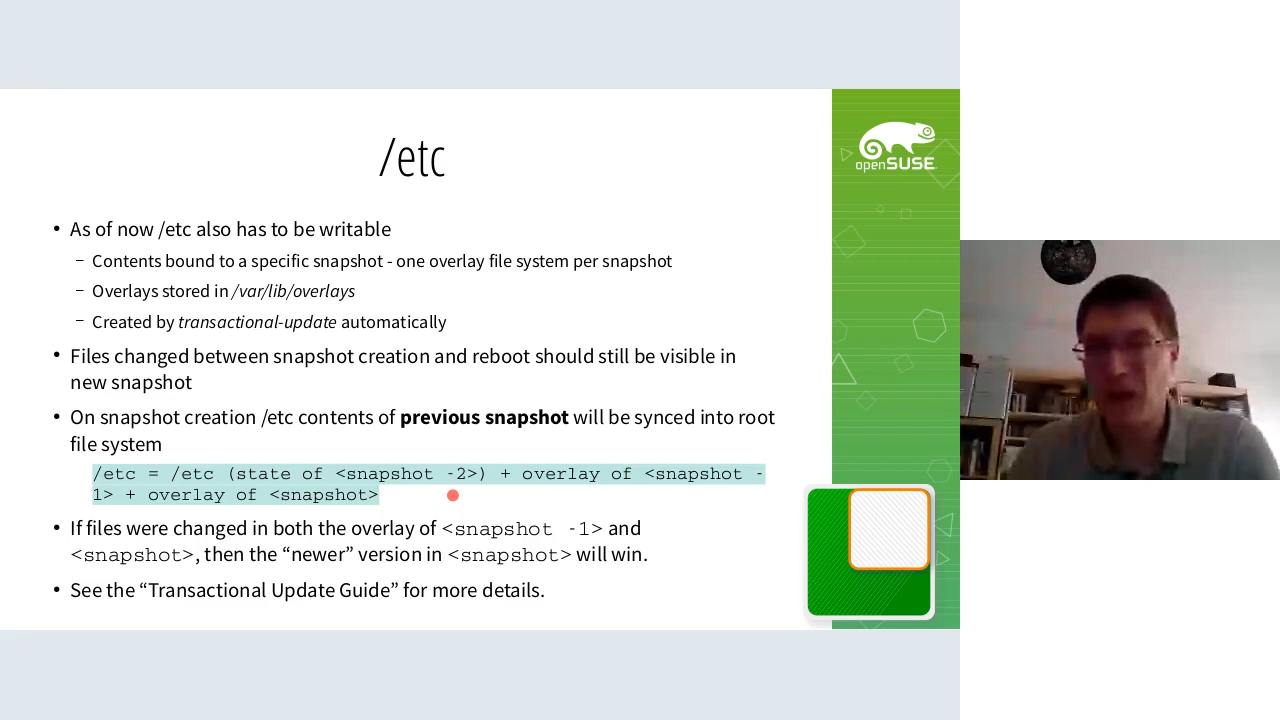 /etc
openSUSE
• As of now /etc also has to be writable
– Contents bound to a specific snapshot - one overlay file system per snapshot
– Overlays stored in /var/lib/overlays
– Created by transactional-update automatically
• Files changed between snapshot creation and reboot should still be visible in
new snapshot
• On snapshot creation /etc contents of previous snapshot will be synced into root
file system
/etc = /etc (state of <snapshot -2>) + overlay of <snapshot -
1> + overlay of <snapshot>
• If files were changed in both the overlay of <snapshot -1> and
<snapshot>, then the “newer” version in <snapshot> will win.
• See the “Transactional Update Guide” for more details.